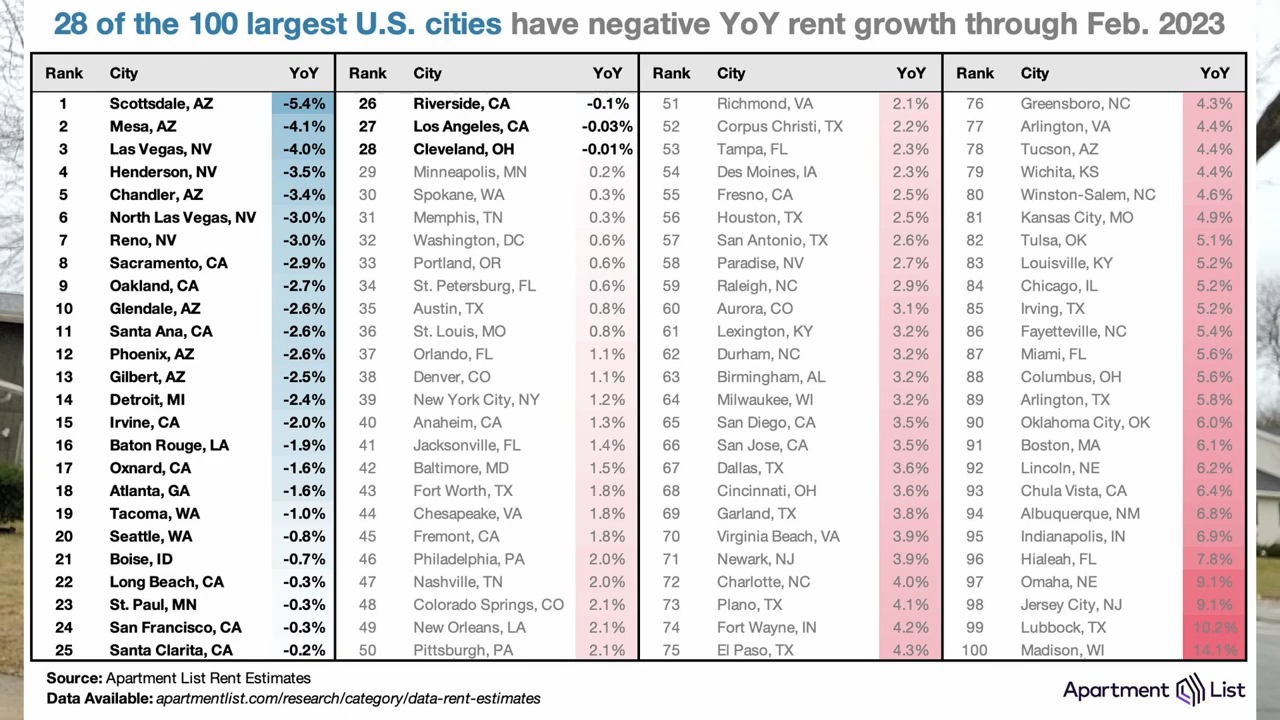 28 of the 100 largest U.S. cities have negative YoY rent growth through Feb. 2023
Rank City YoY Rank City YoY Rank City YoY Rank City YoY
1 Scottsdale, AZ -5.4% 26 Riverside, CA -0.1% 51 Richmond, VA 2.1% 76 Greensboro, NC 4.3%
2 Mesa, AZ -4.1% 27 Los Angeles, CA -0.03% 52 Corpus Christi, TX 2.2% 77 Arlington, VA 4.4%
3 Las Vegas, NV -4.0% 28 Cleveland, OH -0.01% 53 Tampa, FL 2.3% 78 Tucson, AZ 4.4%
4 Henderson, NV -3.5% 29 Minneapolis, MN 0.2% 54 Des Moines, IA 2.3% 79 Wichita, KS 4.4%
5 Chandler, AZ -3.4% 30 Spokane, WA 0.3% 55 Fresno, CA 2.5% 80 Winston-Salem, NC 4.6%
6 North Las Vegas, NV -3.0% 31 Memphis, TN 0.3% 56 Houston, TX 2.5% 81 Kansas City, MO 4.9%
7 Reno, NV -3.0% 32 Washington, DC 0.6% 57 San Antonio, TX 2.6% 82 Tulsa, OK 5.1%
8 Sacramento, CA -2.9% 33 Portland, OR 0.6% 58 Paradise, NV 2.7% 83 Louisville, KY 5.2%
9 Oakland, CA -2.7% 34 St. Petersburg, FL 0.6% 59 Raleigh, NC 2.9% 84 Chicago, IL 5.2%
10 Glendale, AZ -2.6% 35 Austin, TX 0.8% 60 Aurora, CO 3.1% 85 Irving, TX 5.2%
11 Santa Ana, CA -2.6% 36 St. Louis, MO 0.8% 61 Lexington, KY 3.2% 86 Fayetteville, NC 5.4%
12 Phoenix, AZ -2.6% 37 Orlando, FL 1.1% 62 Durham, NC 3.2% 87 Miami, FL 5.6%
13 Gilbert, AZ -2.5% 38 Denver, CO 1.1% 63 Birmingham, AL 3.2% 88 Columbus, OH 5.6%
14 Detroit, MI -2.4% 39 New York City, NY 1.2% 64 Milwaukee, WI 3.2% 89 Arlington, TX 5.8%
15 Irvine, CA -2.0% 40 Anaheim, CA 1.3% 65 San Diego, CA 3.5% 90 Oklahoma City, OK 6.0%
16 Baton Rouge, LA -1.9% 41 Jacksonville, FL 1.4% 66 San Jose, CA 3.5% 91 Boston, MA 6.1%
17 Oxnard, CA -1.6% 42 Baltimore, MD 1.5% 67 Dallas, TX 3.6% 92 Lincoln, NE 6.2%
18 Atlanta, GA -1.6% 43 Fort Worth, TX 1.8% 68 Cincinnati, OH 3.6% 93 Chula Vista, CA 6.4%
19 Tacoma, WA -1.0% 44 Chesapeake, VA 1.8% 69 Garland, TX 3.8% 94 Albuquerque, NM 6.8%
20 Seattle, WA -0.8% 45 Fremont, CA 1.8% 70 Virginia Beach, VA 3.9% 95 Indianapolis, IN 6.9%
21 Boise, ID -0.7% 46 Philadelphia, PA 2.0% 71 Newark, NJ 3.9% 96 Hialeah, FL 7.8%
22 Long Beach, CA -0.3% 47 Nashville, TN 2.0% 72 Charlotte, NC 4.0% 97 Omaha, NE 9.1%
23 St. Paul, MN -0.3% 48 Colorado Springs, CO 2.1% 73 Plano, TX 4.1% 98 Jersey City, NJ 9.1%
24 San Francisco, CA -0.3% 49 New Orleans, LA 2.1% 74 Fort Wayne, IN 4.2% 99 Lubbock, TX 10.2%
25 Santa Clarita, CA -0.2% 50 Pittsburgh, PA 2.1% 75 El Paso, TX 4.3% 100 Madison, WI 14.1%
Source: Apartment List Rent Estimates
Data Available: apartmentlist.com/research/category/data-rent-estimates
Apartment List